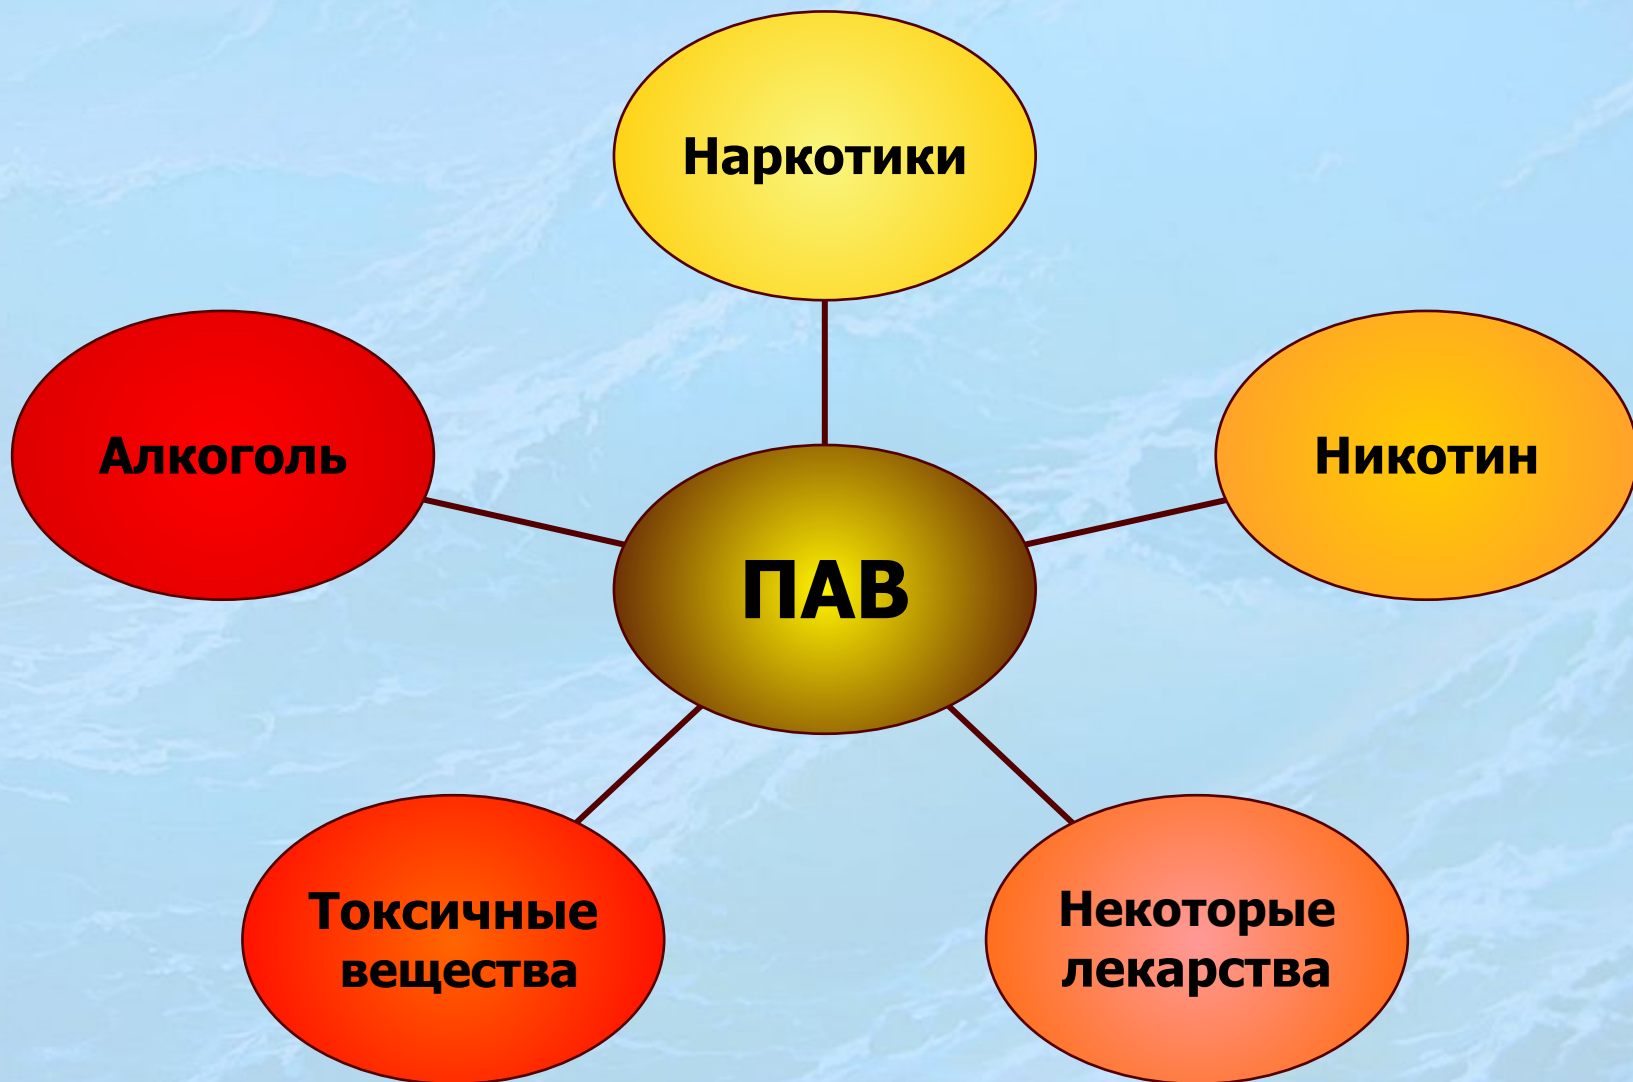 Наркотики
Алкоголь
Никотин
ПАВ
Токсичные
вещества
Некоторые
лекарства